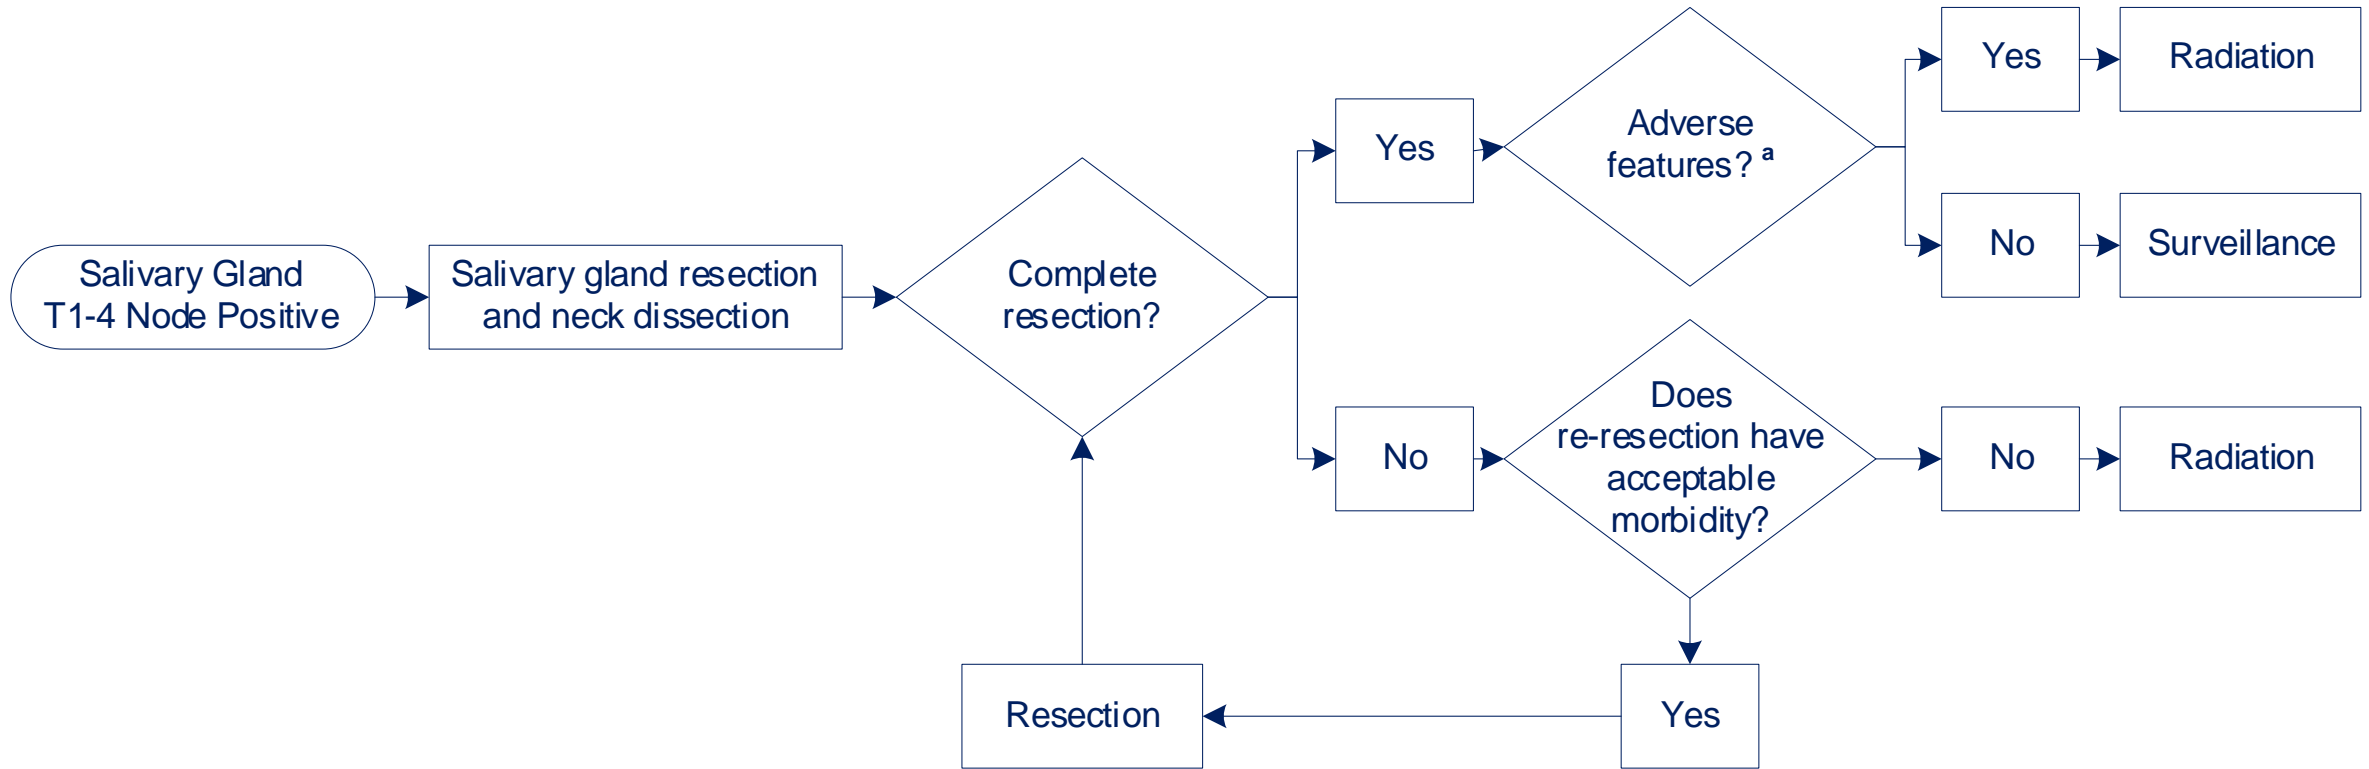 Salivary Gland
T1-4 Node Positive
Salivary gland resection
and neck dissection
Complete
resection?
Yes
Adverse
features? a
Yes
Radiation
No
Surveillance
No
Does
re-resection have
acceptable
morbidity?
No
Radiation
Yes
Resection